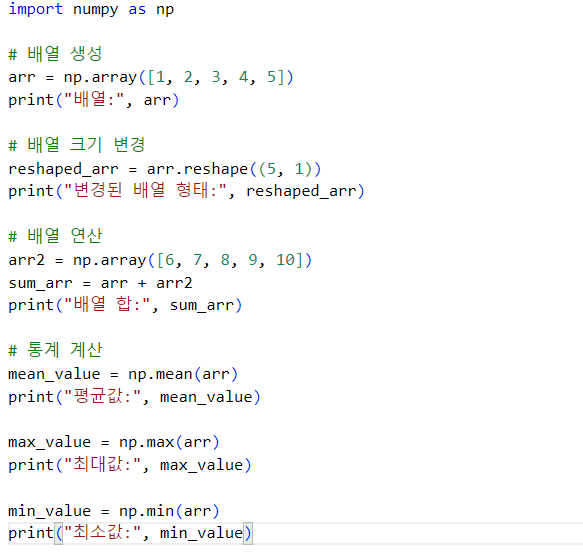 import numpy as np
# 배열 생성
arr = np.array([1, 2, 3, 4, 5])
print("배열:", arr)
# 배열 크기 변경
reshaped_arr = arr.reshape((5, 1))
print("변경된 배열 형태:", reshaped_arr)
# 배열 연산
arr2 = np.array([6, 7, 8, 9, 10])
sum_arr = arr + arr2
print("배열 합:", sum_arr)
# 통계 계산
mean_value = np.mean(arr)
print("평균값:", mean_value)
max_value = np.max(arr)
print("최대값:", max_value)
min_value = np.min(arr)
print("최소값:", min_value)